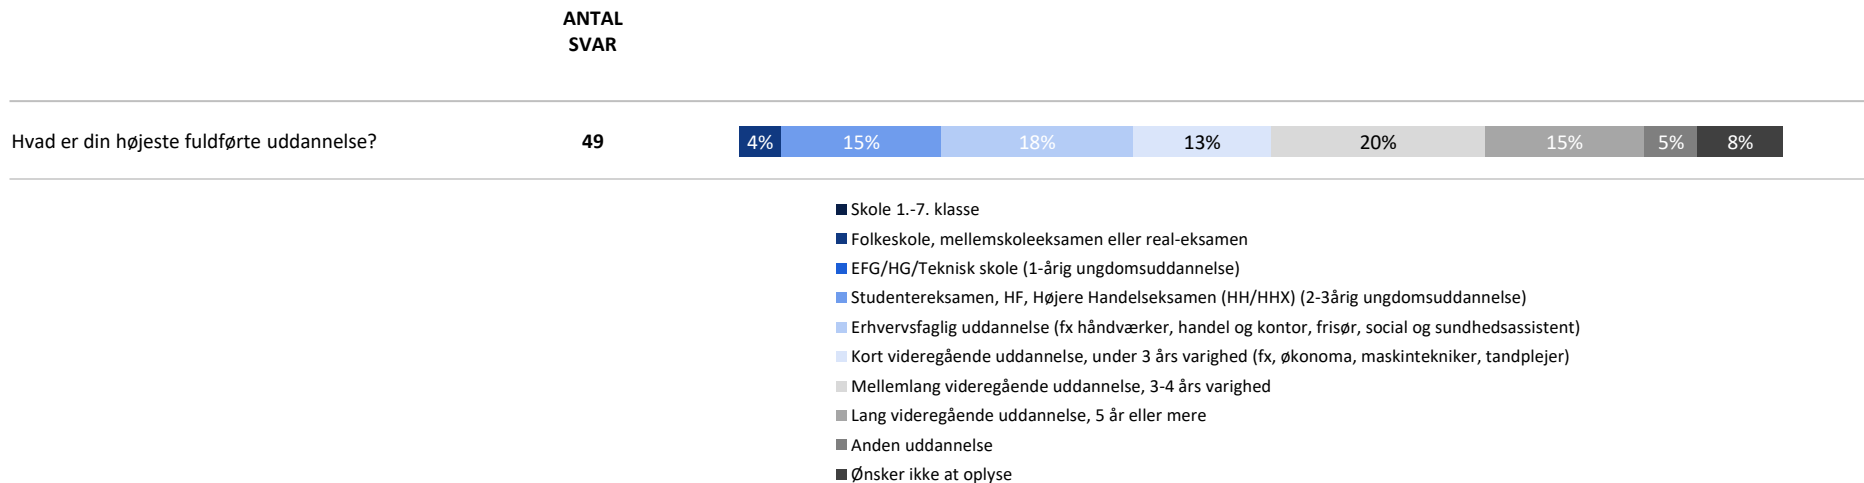 ANTAL
SVAR
Hvad er din højeste fuldførte uddannelse? 49 4% 15% 18% 13% 20% 15% 5% 8%
Skole 1.-7. klasse
Folkeskole, mellemskoleeksamen eller real-eksamen
EFG/HG/Teknisk skole (1-årig ungdomsuddannelse)
Studentereksamen, HF, Højere Handelseksamen (HH/HHX) (2-3årig ungdomsuddannelse)
Erhvervsfaglig uddannelse (fx håndværker, handel og kontor, frisør, social og sundhedsassistent)
Kort videregående uddannelse, under 3 års varighed (fx, økonoma, maskintekniker, tandplejer)
Mellemlang videregående uddannelse, 3-4 års varighed
Lang videregående uddannelse, 5 år eller mere
Anden uddannelse
Ønsker ikke at oplyse